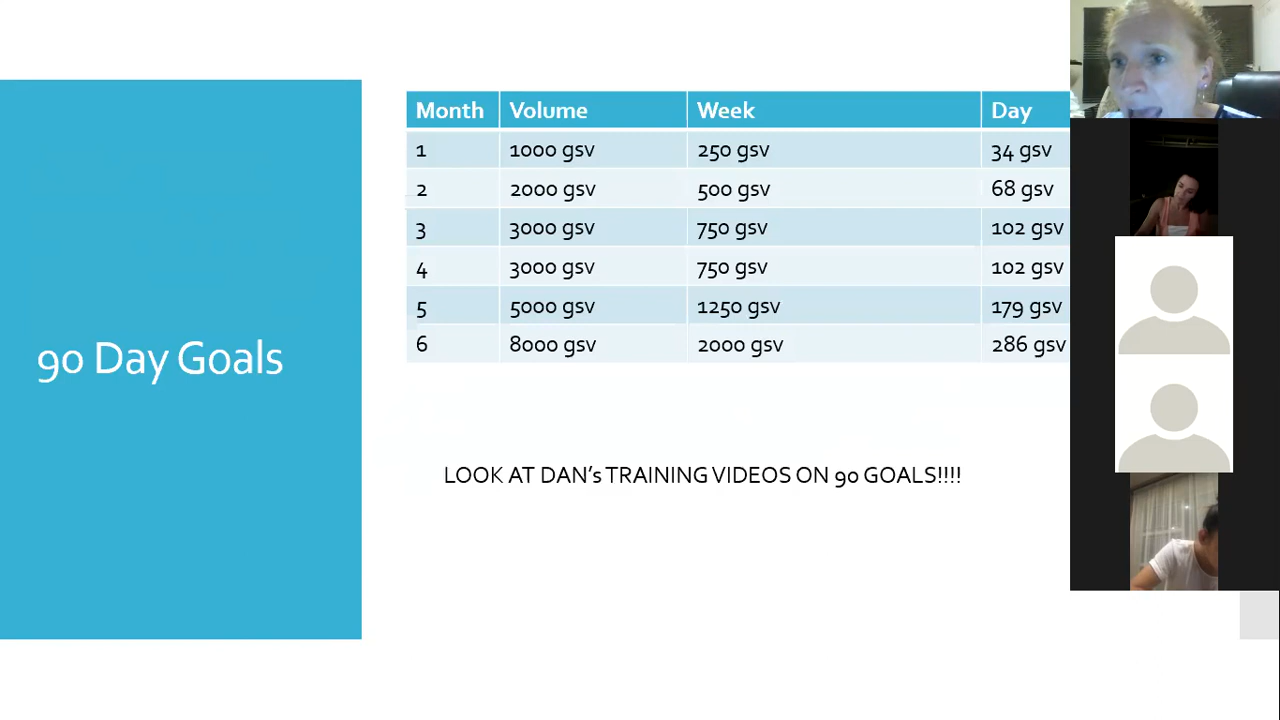 90 Day Goals
Month Volume Week Day
1 1000 gsv 250 gsv 34 gsv
2 2000 gsv 500 gsv 68 gsv
3 3000 gsv 750 gsv 102 gsv
4 3000 gsv 750 gsv 102 gsv
5 5000 gsv 1250 gsv 179 gsv
6 8000 gsv 2000 gsv 286 gsv
LOOK AT DAN's TRAINING VIDEOS ON 90 GOALS!!!!